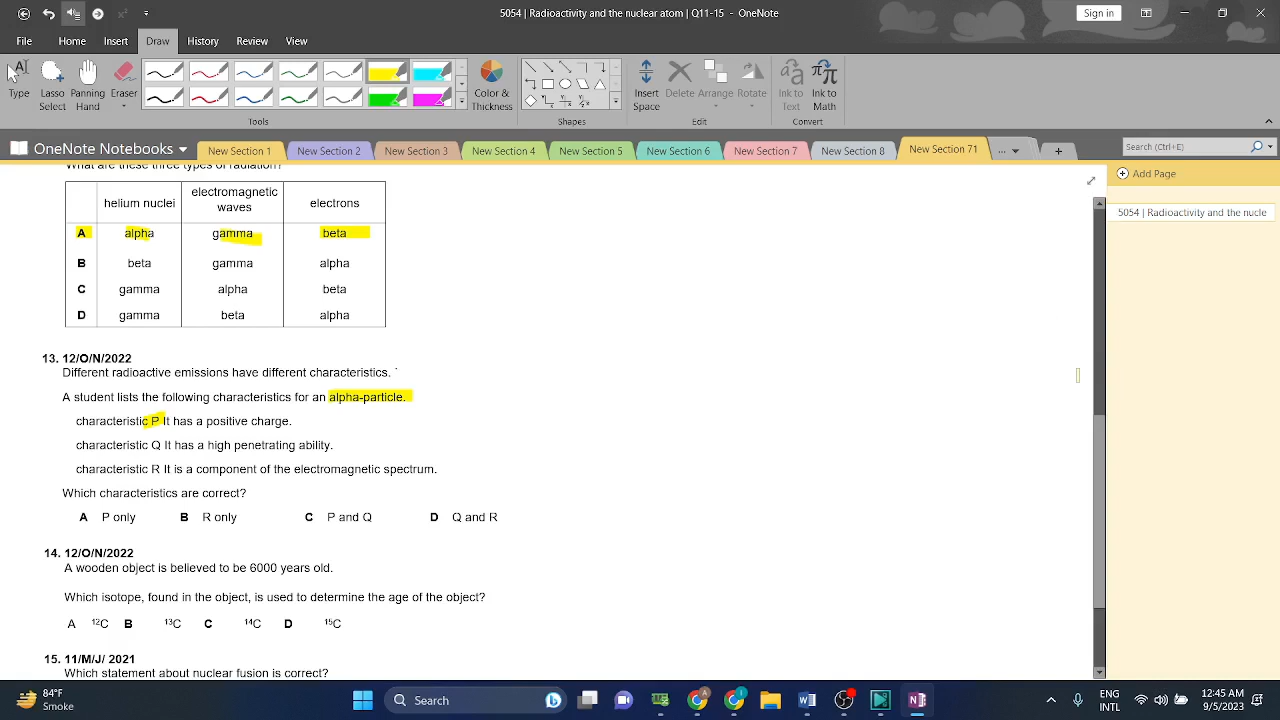 5054 | Radioactivity and the nuclear atom | Q11-15 - OneNote
Sign in
File Home Insert Draw History Review View
Type Lasso Select Panning Hand Eraser
Color & Thickness
Insert Space Delete Arrange Rotate
Ink to Text Ink to Math
Tools Shapes Edit Convert
OneNote Notebooks New Section 1 New Section 2 New Section 3 New Section 4 New Section 5 New Section 6 New Section 7 New Section 8 New Section 71 ... +
Search (Ctrl+E)
Add Page
5054 | Radioactivity and the nucle
What are these three types of radiation?
helium nuclei electromagnetic waves electrons
A alpha gamma beta
B beta gamma alpha
C gamma alpha beta
D gamma beta alpha
13. 12/O/N/2022
Different radioactive emissions have different characteristics. `
A student lists the following characteristics for an alpha-particle.
characteristic P It has a positive charge.
characteristic Q It has a high penetrating ability.
characteristic R It is a component of the electromagnetic spectrum.
Which characteristics are correct?
A P only B R only C P and Q D Q and R
14. 12/O/N/2022
A wooden object is believed to be 6000 years old.
Which isotope, found in the object, is used to determine the age of the object?
A ¹²C B ¹³C C ¹⁴C D ¹⁵C
15. 11/M/J/ 2021
Which statement about nuclear fusion is correct?
84°F
Smoke
Search
ENG
INTL
12:45 AM
9/5/2023